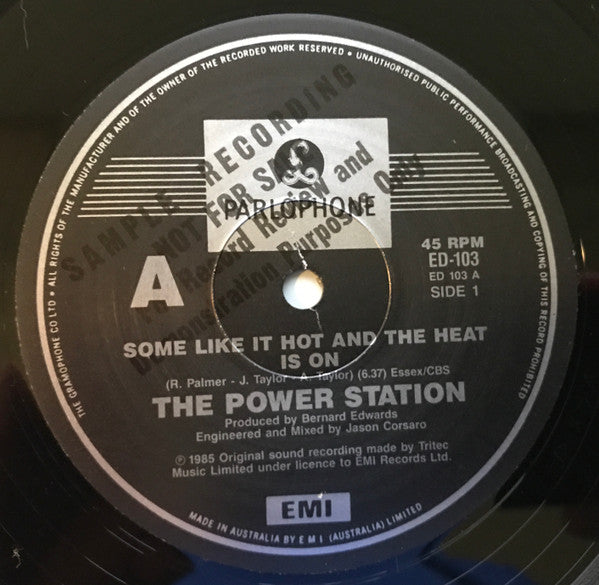 THE GRAMOPHONE CO LTD • ALL RIGHTS OF THE MANUFACTURER AND OF THE OWNER OF THE RECORDED WORK RESERVED • UNAUTHORISED PUBLIC PERFORMANCE BROADCASTING AND COPYING OF THIS RECORD PROHIBITED
SAMPLE RECORDING
NOT FOR SALE
For Record Review and
Demonstration Purposes Only
£
PARLOPHONE
A
45 RPM
ED-103
ED 103 A
SIDE 1
SOME LIKE IT HOT AND THE HEAT
IS ON
(R. Palmer - J. Taylor - A. Taylor) (6.37) Essex/CBS
THE POWER STATION
Produced by Bernard Edwards
Engineered and Mixed by Jason Corsaro
℗ 1985 Original sound recording made by Tritec
Music Limited under licence to EMI Records Ltd.
EMI
MADE IN AUSTRALIA BY E M I (AUSTRALIA) LIMITED